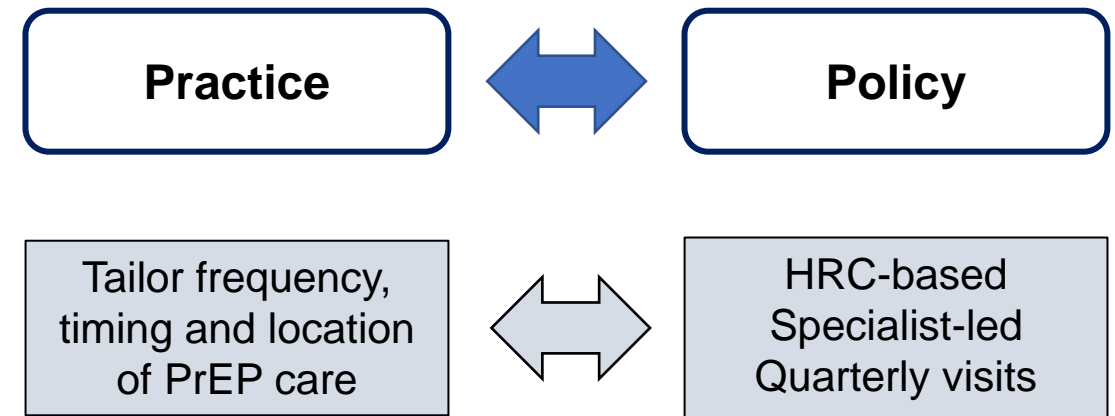 Practice
Policy
Tailor frequency,
timing and location
of PrEP care
HRC-based
Specialist-led
Quarterly visits